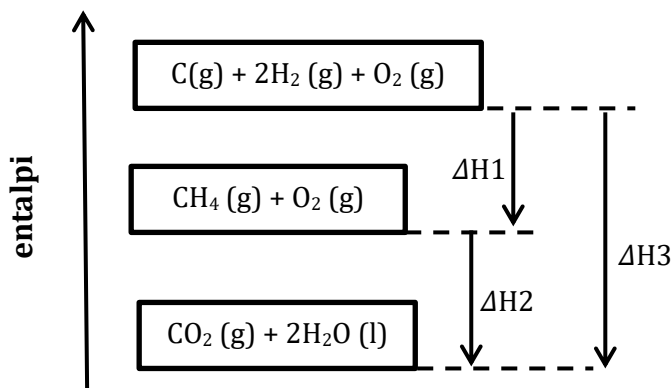 C(g) + 2H₂ (g) + O₂ (g)
ΔH1
entalpi
CH₄ (g) + O₂ (g)
ΔH3
ΔH2
CO₂ (g) + 2H₂O (l)